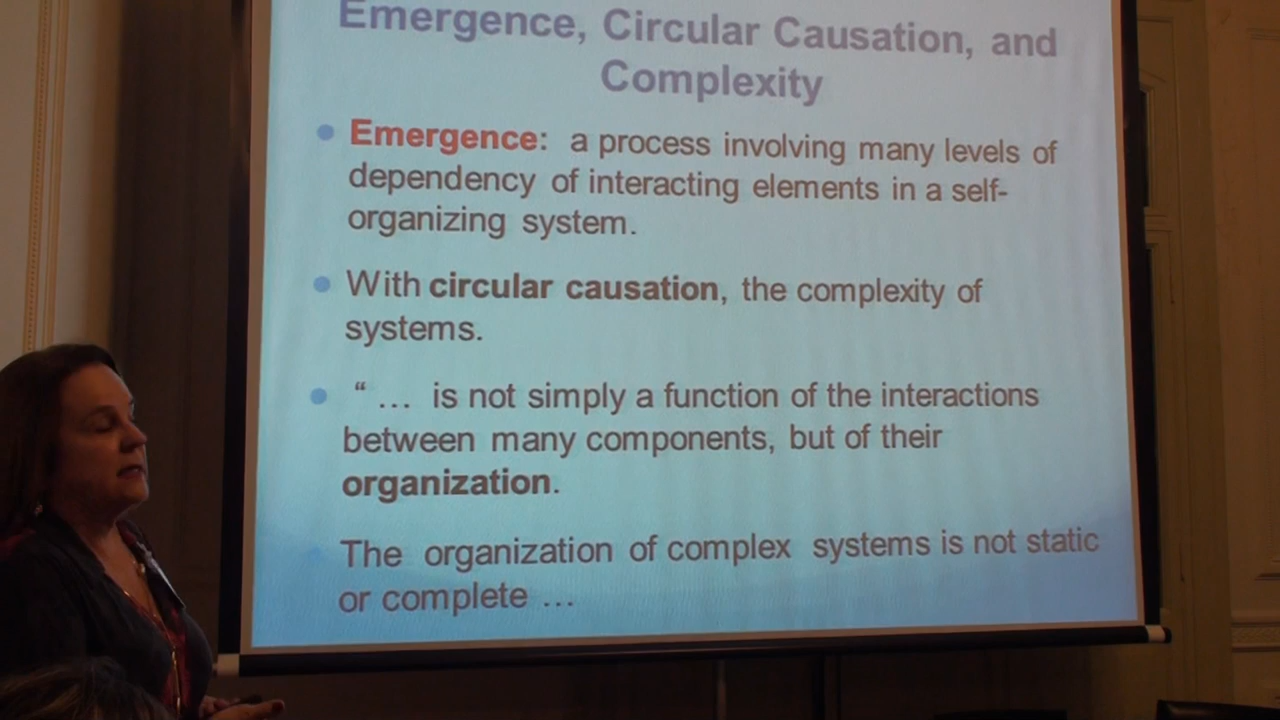 Emergence, Circular Causation, and
Complexity
Emergence: a process involving many levels of
dependency of interacting elements in a self-
organizing system.
With circular causation, the complexity of
systems.
“ ... is not simply a function of the interactions
between many components, but of their
organization.
The organization of complex systems is not static
or complete ...